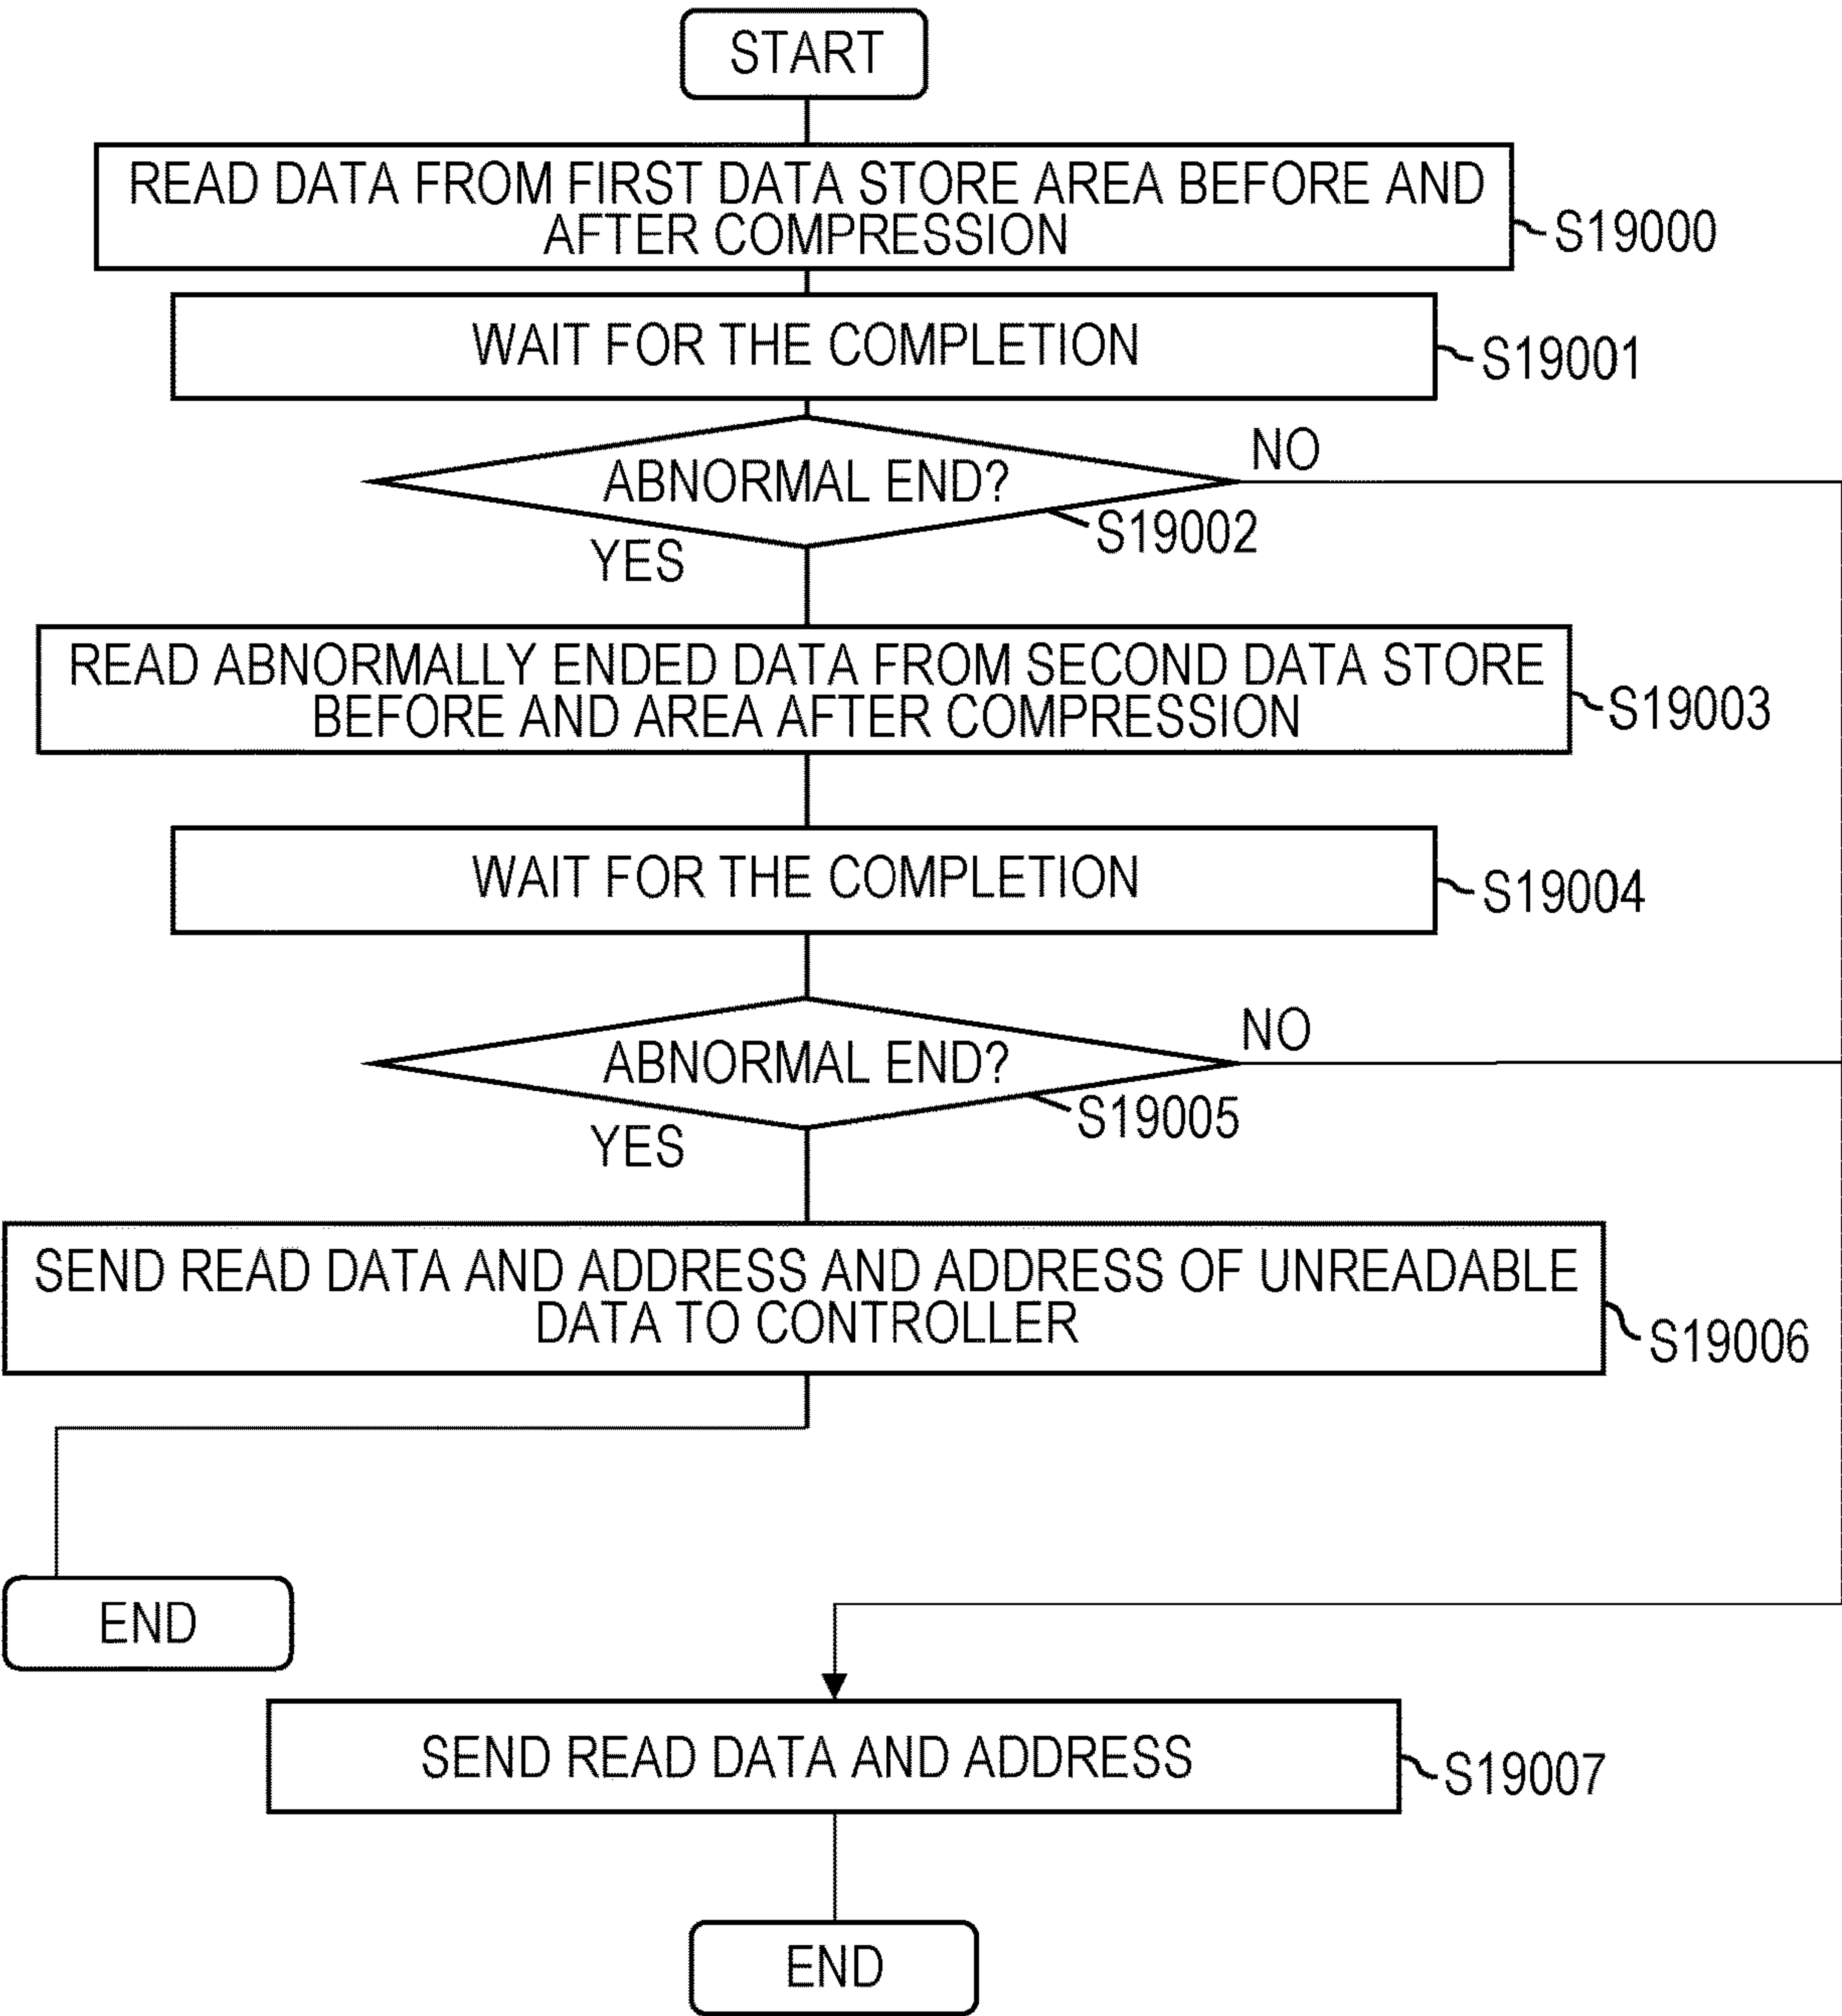 START
READ DATA FROM FIRST DATA STORE AREA BEFORE AND
AFTER COMPRESSION
S19000
WAIT FOR THE COMPLETION
S19001
ABNORMAL END?
NO
S19002
YES
READ ABNORMALLY ENDED DATA FROM SECOND DATA STORE
BEFORE AND AREA AFTER COMPRESSION
S19003
WAIT FOR THE COMPLETION
S19004
ABNORMAL END?
NO
S19005
YES
SEND READ DATA AND ADDRESS AND ADDRESS OF UNREADABLE
DATA TO CONTROLLER
S19006
END
SEND READ DATA AND ADDRESS
S19007
END